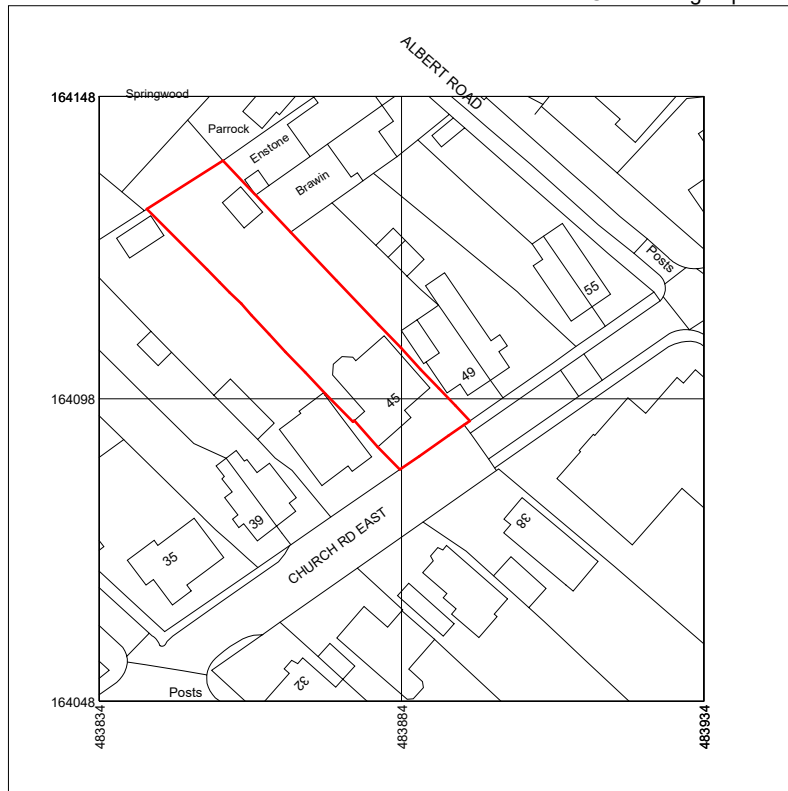 ALBERT ROAD
164148
Springwood
Parrock
Enstone
Brawin
Posts
55
49
45
164098
39
CHURCH RD EAST
38
35
32
Posts
164048
483834
483884
483934